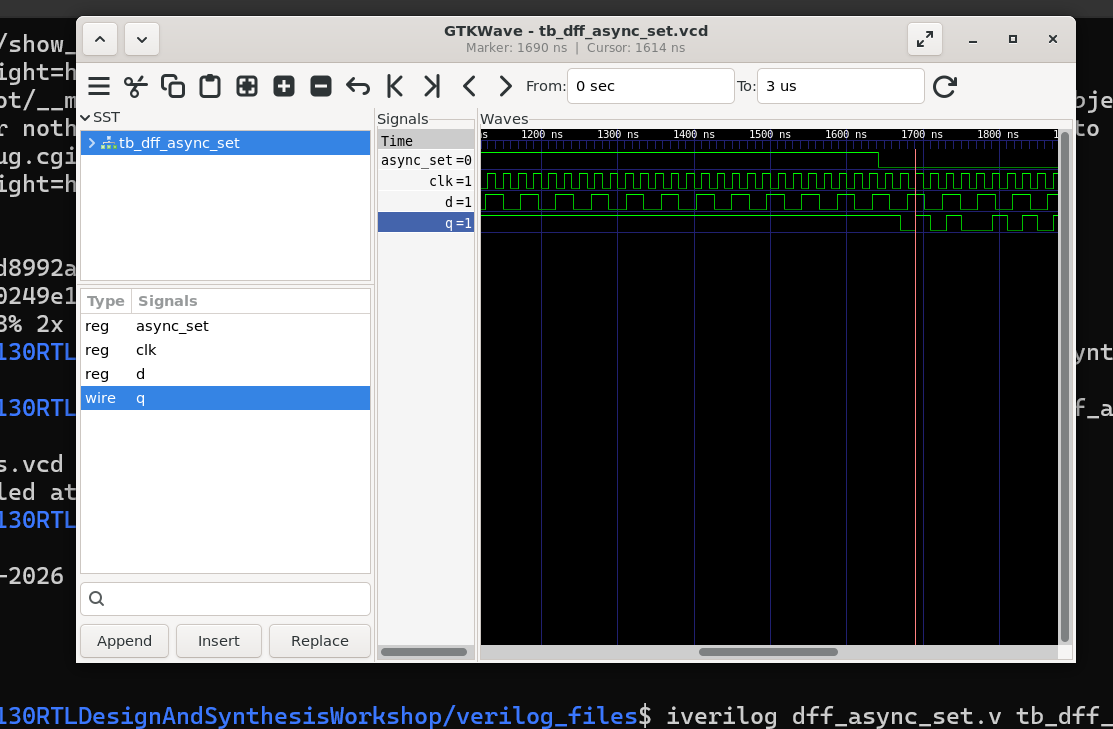 GTKWave - tb_dff_async_set.vcd
Marker: 1690 ns | Cursor: 1614 ns
/show_
ight=h
From: 0 sec To: 3 us
pt/__m
bje
r noth
to
ug.cgi
ight=h
SST
tb_dff_async_set
Signals
Time
async_set=0
clk=1
d=1
q=1
Waves
s 1200 ns 1300 ns 1400 ns 1500 ns 1600 ns 1700 ns 1800 ns 1
d8992a
0249e1
8% 2x
130RTL
ynt
130RTL
f_a
s.vcd
led at
130RTL
-2026
Type Signals
reg async_set
reg clk
reg d
wire q
Append Insert Replace
130RTLDesignAndSynthesisWorkshop/verilog_files$ iverilog dff_async_set.v tb_dff_